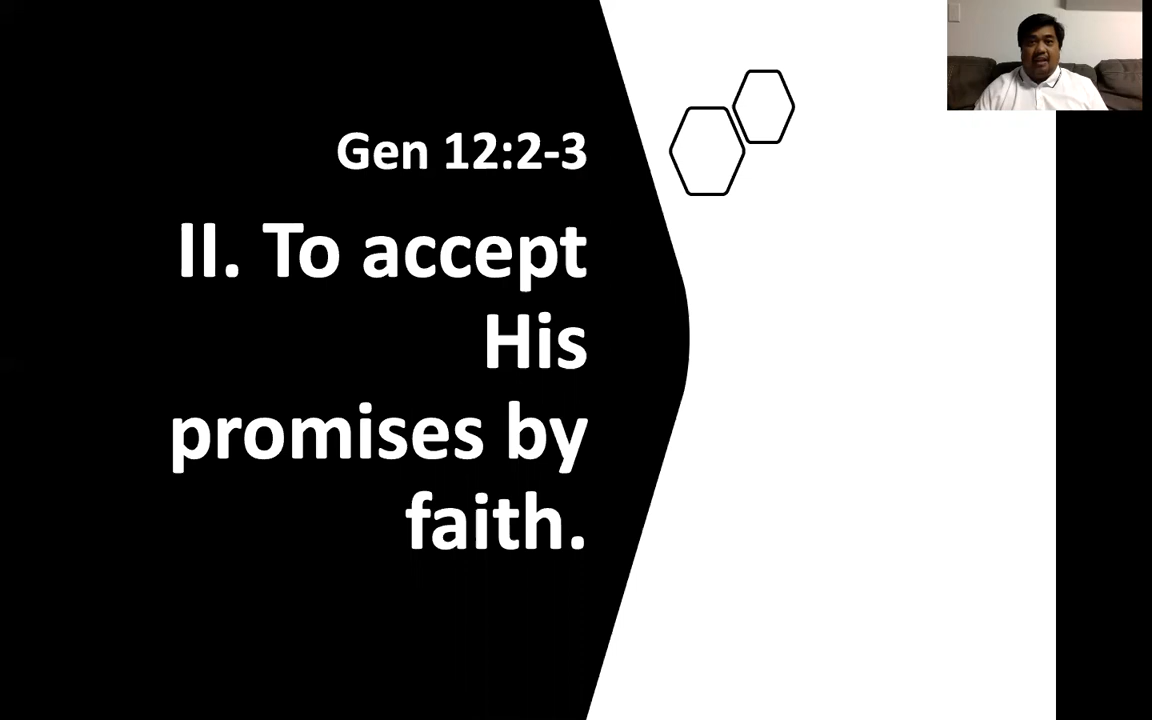 Gen 12:2-3
II. To accept
His
promises by
faith.